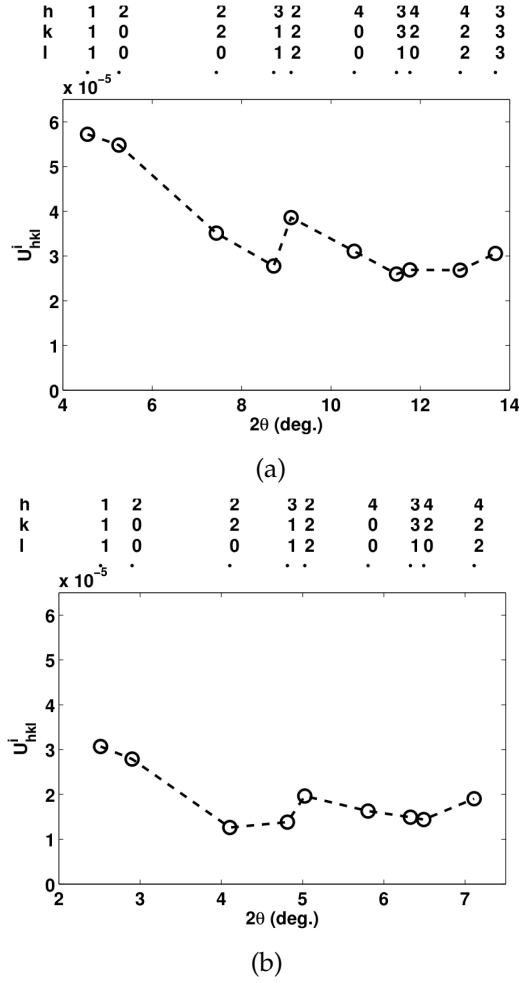 h 1 2 2 3 2 4 3 4 4 3
k 1 0 2 1 2 0 3 2 2 3
l 1 0 0 1 2 0 1 0 2 3
x 10⁻⁵
6
5
4
3
2
1
0
U^i_hkl
4 6 8 10 12 14
2θ (deg.)
(a)
h 1 2 2 3 2 4 3 4 4
k 1 0 2 1 2 0 3 2 2
l 1 0 0 1 2 0 1 0 2
x 10⁻⁵
6
5
4
3
2
1
0
U^i_hkl
2 3 4 5 6 7
2θ (deg.)
(b)